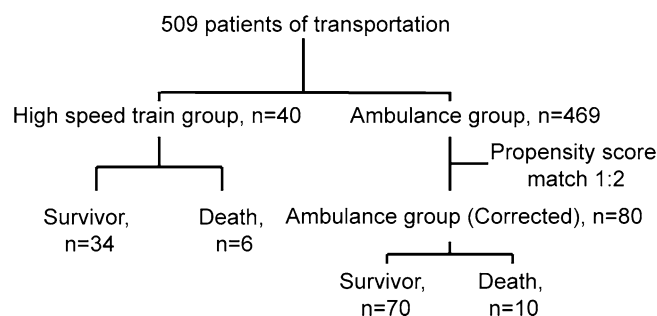 509 patients of transportation
High speed train group, n=40
Ambulance group, n=469
Propensity score
match 1:2
Survivor,
n=34
Death,
n=6
Ambulance group (Corrected), n=80
Survivor,
n=70
Death,
n=10